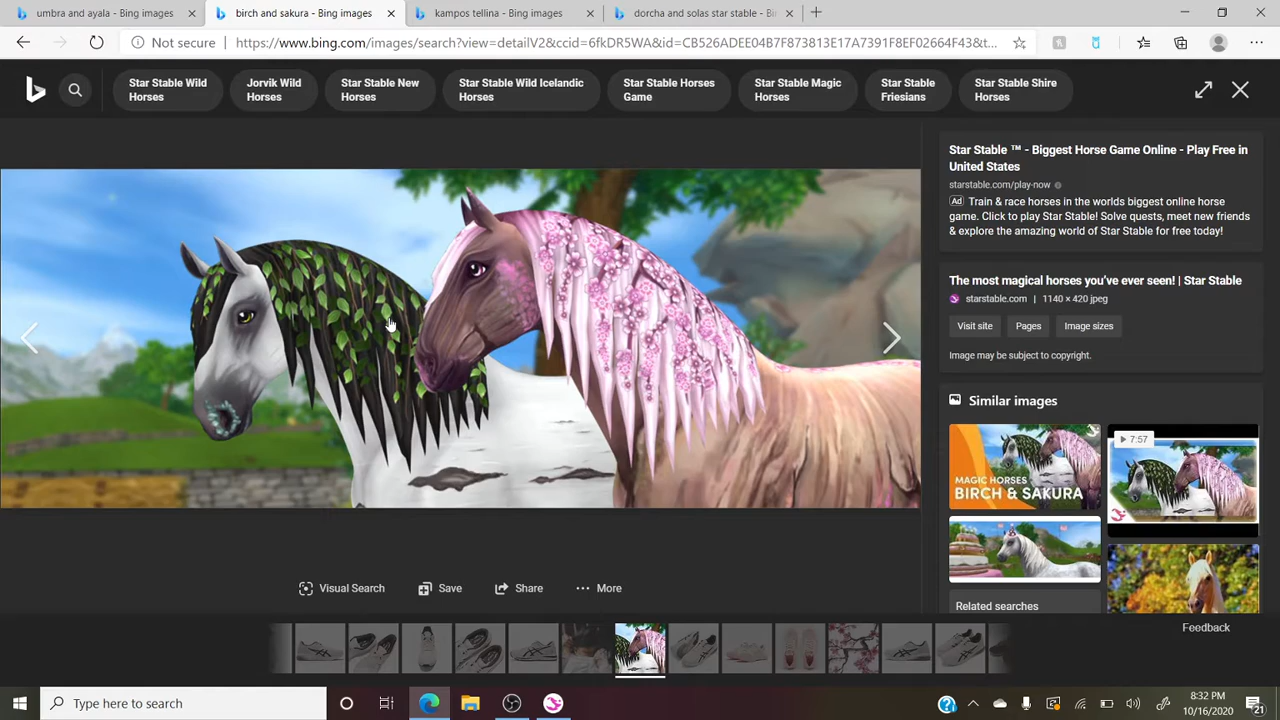 umbra and ayala - Bing images
birch and sakura - Bing images
kampos tellina - Bing images
dorcha and solas star stable - Bin
Not secure
https://www.bing.com/images/search?view=detailV2&ccid=6fkDR5WA&id=CB526ADEE04B7F873813E17A7391F8EF02664F43&t...
Star Stable Wild
Horses
Jorvik Wild
Horses
Star Stable New
Horses
Star Stable Wild Icelandic
Horses
Star Stable Horses
Game
Star Stable Magic
Horses
Star Stable
Friesians
Star Stable Shire
Horses
Star Stable ™ - Biggest Horse Game Online - Play Free in
United States
starstable.com/play-now
Ad Train & race horses in the worlds biggest online horse
game. Click to play Star Stable! Solve quests, meet new friends
& explore the amazing world of Star Stable for free today!
The most magical horses you've ever seen! | Star Stable
starstable.com | 1140 × 420 jpeg
Visit site
Pages
Image sizes
Image may be subject to copyright.
Similar images
7:57
MAGIC HORSES
BIRCH & SAKURA
Related searches
Visual Search
Save
Share
More
Feedback
Type here to search
8:32 PM
10/16/2020
21